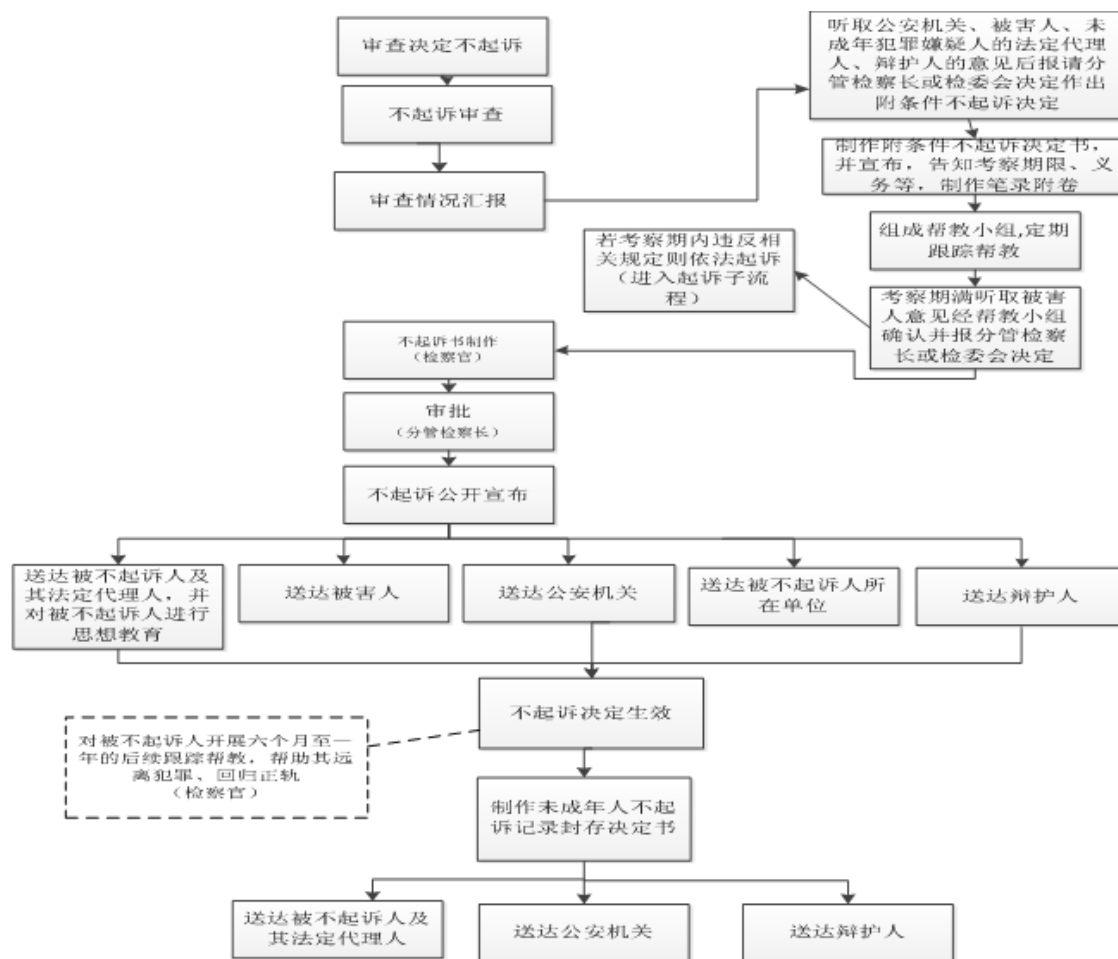 审查决定不起诉
不起诉审查
审查情况汇报
听取公安机关、被害人、未
成年犯罪嫌疑人的法定代理
人、辩护人的意见后报请分
管检察长或检委会决定作出
附条件不起诉决定
制作附条件不起诉决定书,
并宣布，告知考察期限、义
务等，制作笔录附卷
组成帮教小组,定期
跟踪帮教
考察期满听取被害
人意见经帮教小组
确认并报分管检察
长或检委会决定
若考察期内违反相
关规定则依法起诉
（进入起诉子流
程）
不起诉书制作
（检察官）
审批
（分管检察长）
不起诉公开宣布
送达被不起诉人及
其法定代理人，并
对被不起诉人进行
思想教育
送达被害人
送达公安机关
送达被不起诉人所
在单位
送达辩护人
不起诉决定生效
对被不起诉人开展六个月至一
年的后续跟踪帮教，帮助其远
离犯罪、回归正轨
（检察官）
制作未成年人不起
诉记录封存决定书
送达被不起诉人及
其法定代理人
送达公安机关
送达辩护人